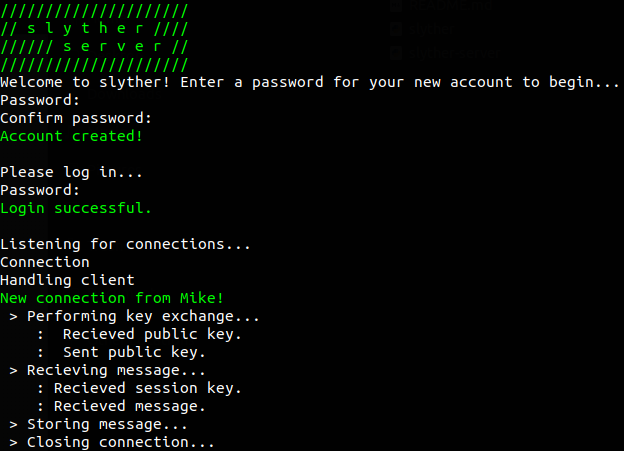 /////////////////////
// s l y t h e r ////
////// s e r v e r //
/////////////////////
Welcome to slyther! Enter a password for your new account to begin...
Password:
Confirm password:
Account created!
Please log in...
Password:
Login successful.
Listening for connections...
Connection
Handling client
New connection from Mike!
> Performing key exchange...
:  Recieved public key.
:  Sent public key.
> Recieving message...
: Recieved session key.
: Recieved message.
> Storing message...
> Closing connection...